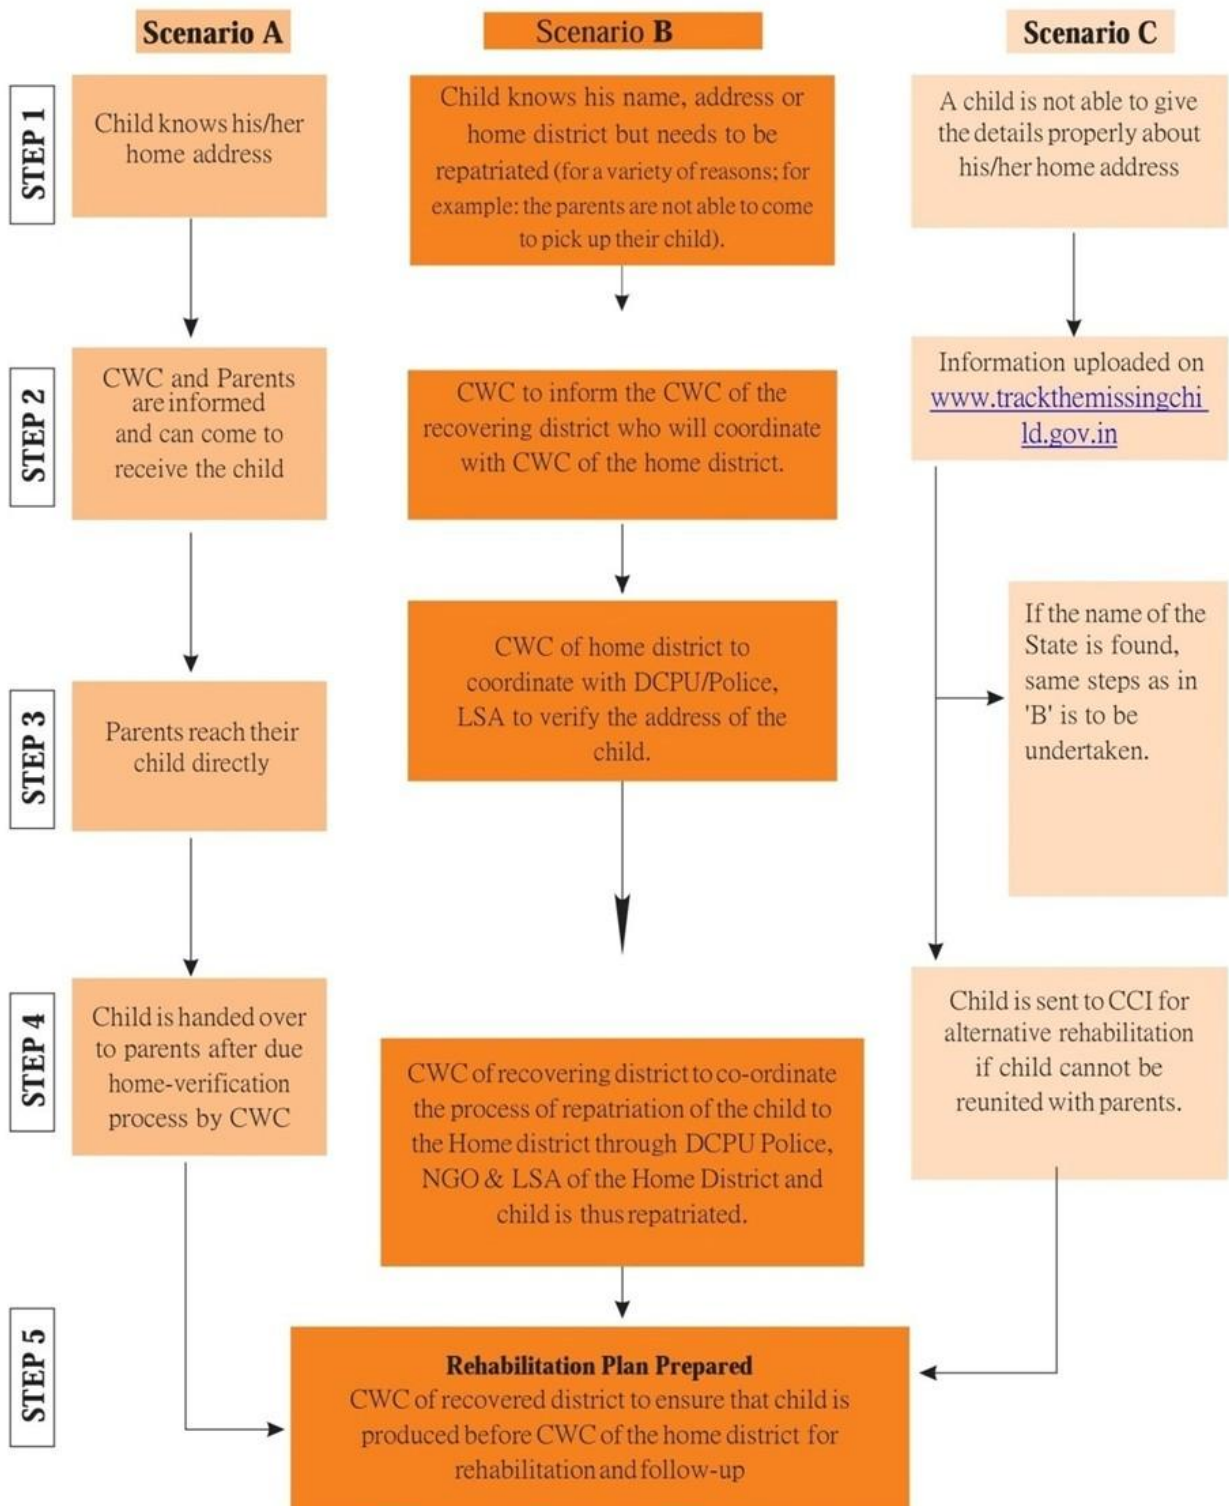 Scenario A
Scenario B
Scenario C
STEP 1
Child knows his/her
home address
Child knows his name, address or
home district but needs to be
repatriated (for a variety of reasons; for
example: the parents are not able to come
to pick up their child).
A child is not able to give
the details properly about
his/her home address
STEP 2
CWC and Parents
are informed
and can come to
receive the child
CWC to inform the CWC of the
recovering district who will coordinate
with CWC of the home district.
Information uploaded on
www.trackthemissingchi
ld.gov.in
STEP 3
Parents reach their
child directly
CWC of home district to
coordinate with DCPU/Police,
LSA to verify the address of the
child.
If the name of the
State is found,
same steps as in
'B' is to be
undertaken.
STEP 4
Child is handed over
to parents after due
home-verification
process by CWC
CWC of recovering district to co-ordinate
the process of repatriation of the child to
the Home district through DCPU Police,
NGO & LSA of the Home District and
child is thus repatriated.
Child is sent to CCI for
alternative rehabilitation
if child cannot be
reunited with parents.
STEP 5
Rehabilitation Plan Prepared
CWC of recovered district to ensure that child is
produced before CWC of the home district for
rehabilitation and follow-up